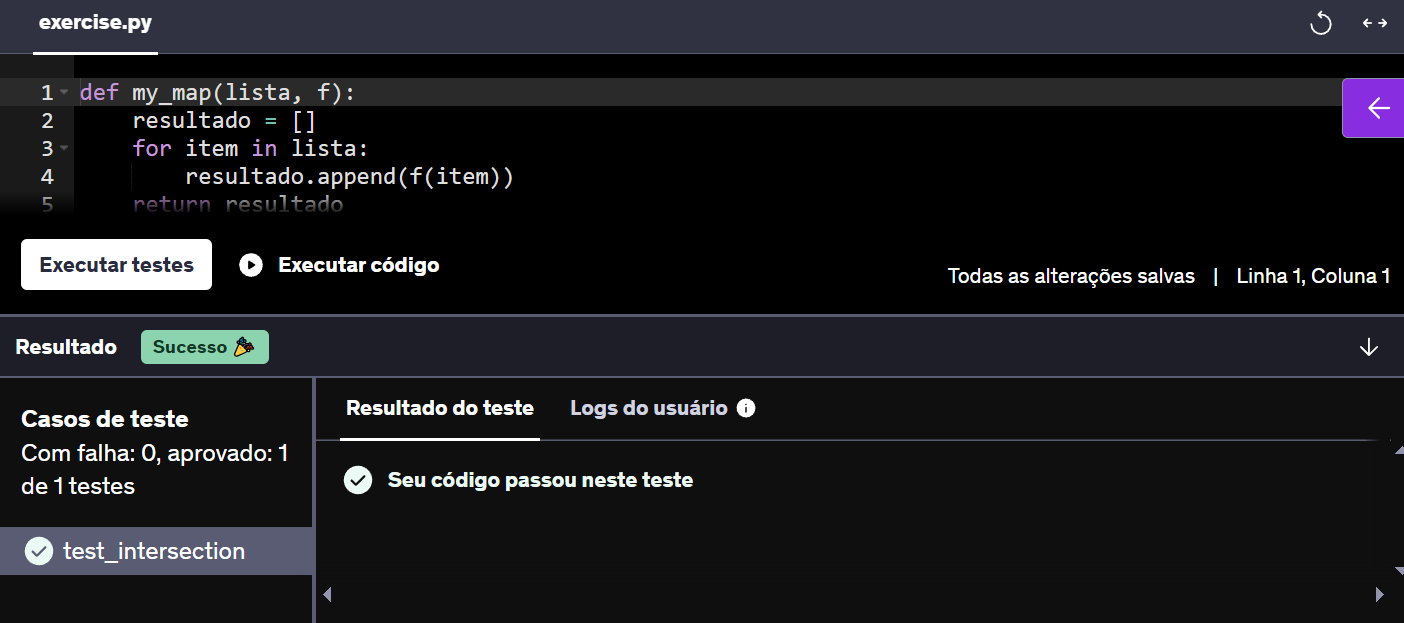 exercise.py
1 def my_map(lista, f):
2     resultado = []
3     for item in lista:
4         resultado.append(f(item))
5     return resultado
Executar testes Executar código
Todas as alterações salvas | Linha 1, Coluna 1
Resultado Sucesso 🎉
Casos de teste
Com falha: 0, aprovado: 1
de 1 testes
test_intersection
Resultado do teste Logs do usuário
Seu código passou neste teste